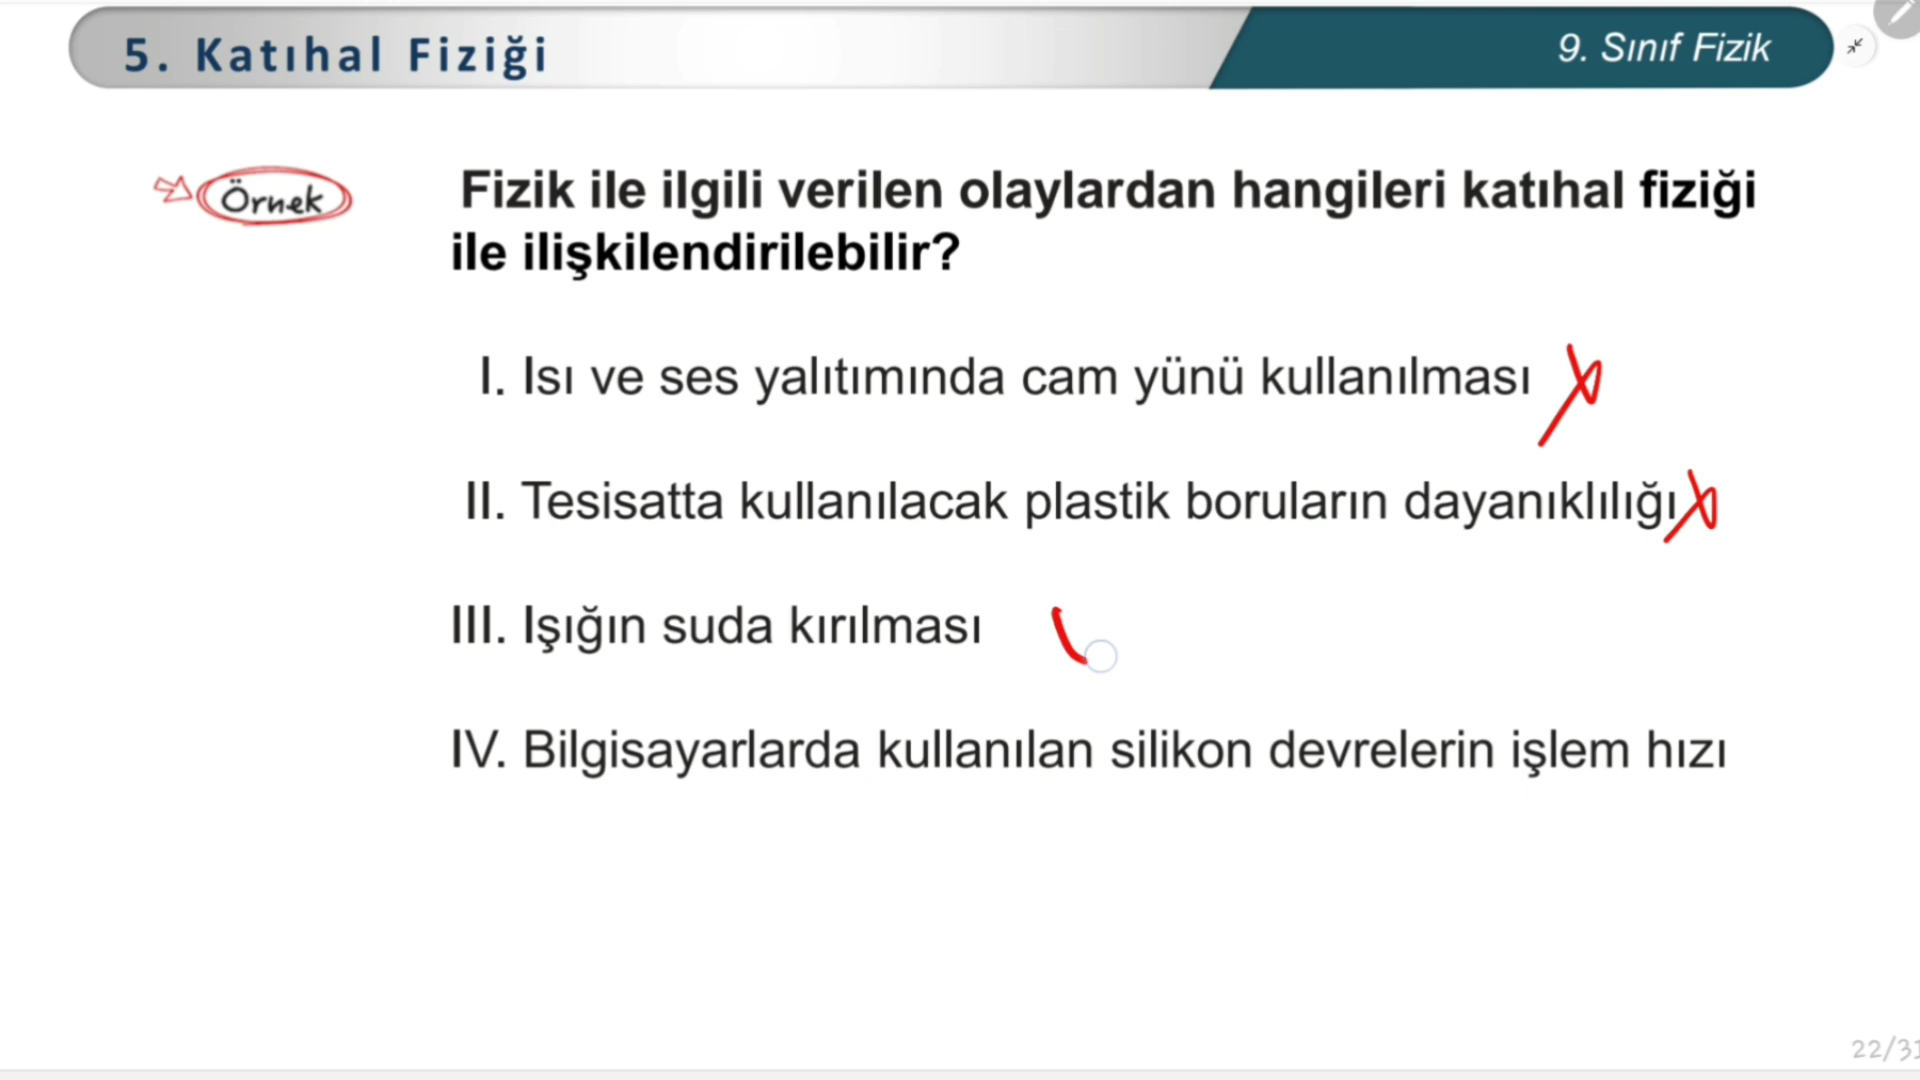 5. Katıhal Fiziği
9. Sınıf Fizik
Örnek
Fizik ile ilgili verilen olaylardan hangileri katıhal fiziği
ile ilişkilendirilebilir?
I. Isı ve ses yalıtımında cam yünü kullanılması
II. Tesisatta kullanılacak plastik boruların dayanıklılığı
III. Işığın suda kırılması
IV. Bilgisayarlarda kullanılan silikon devrelerin işlem hızı
22/31